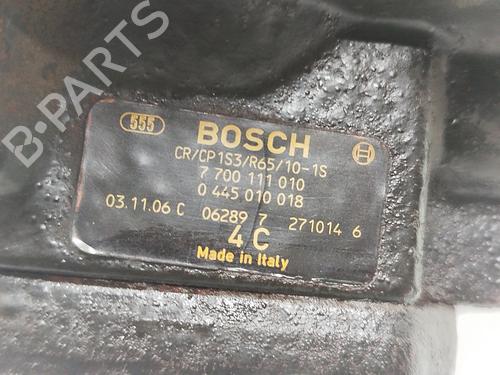 555 BOSCH
CR/CP1S3/R65/10-1S
7 700 111 010
0 445 010 018
03.11.06 C 06289 7 271014 6
4 C
Made in Italy
B-PARTS